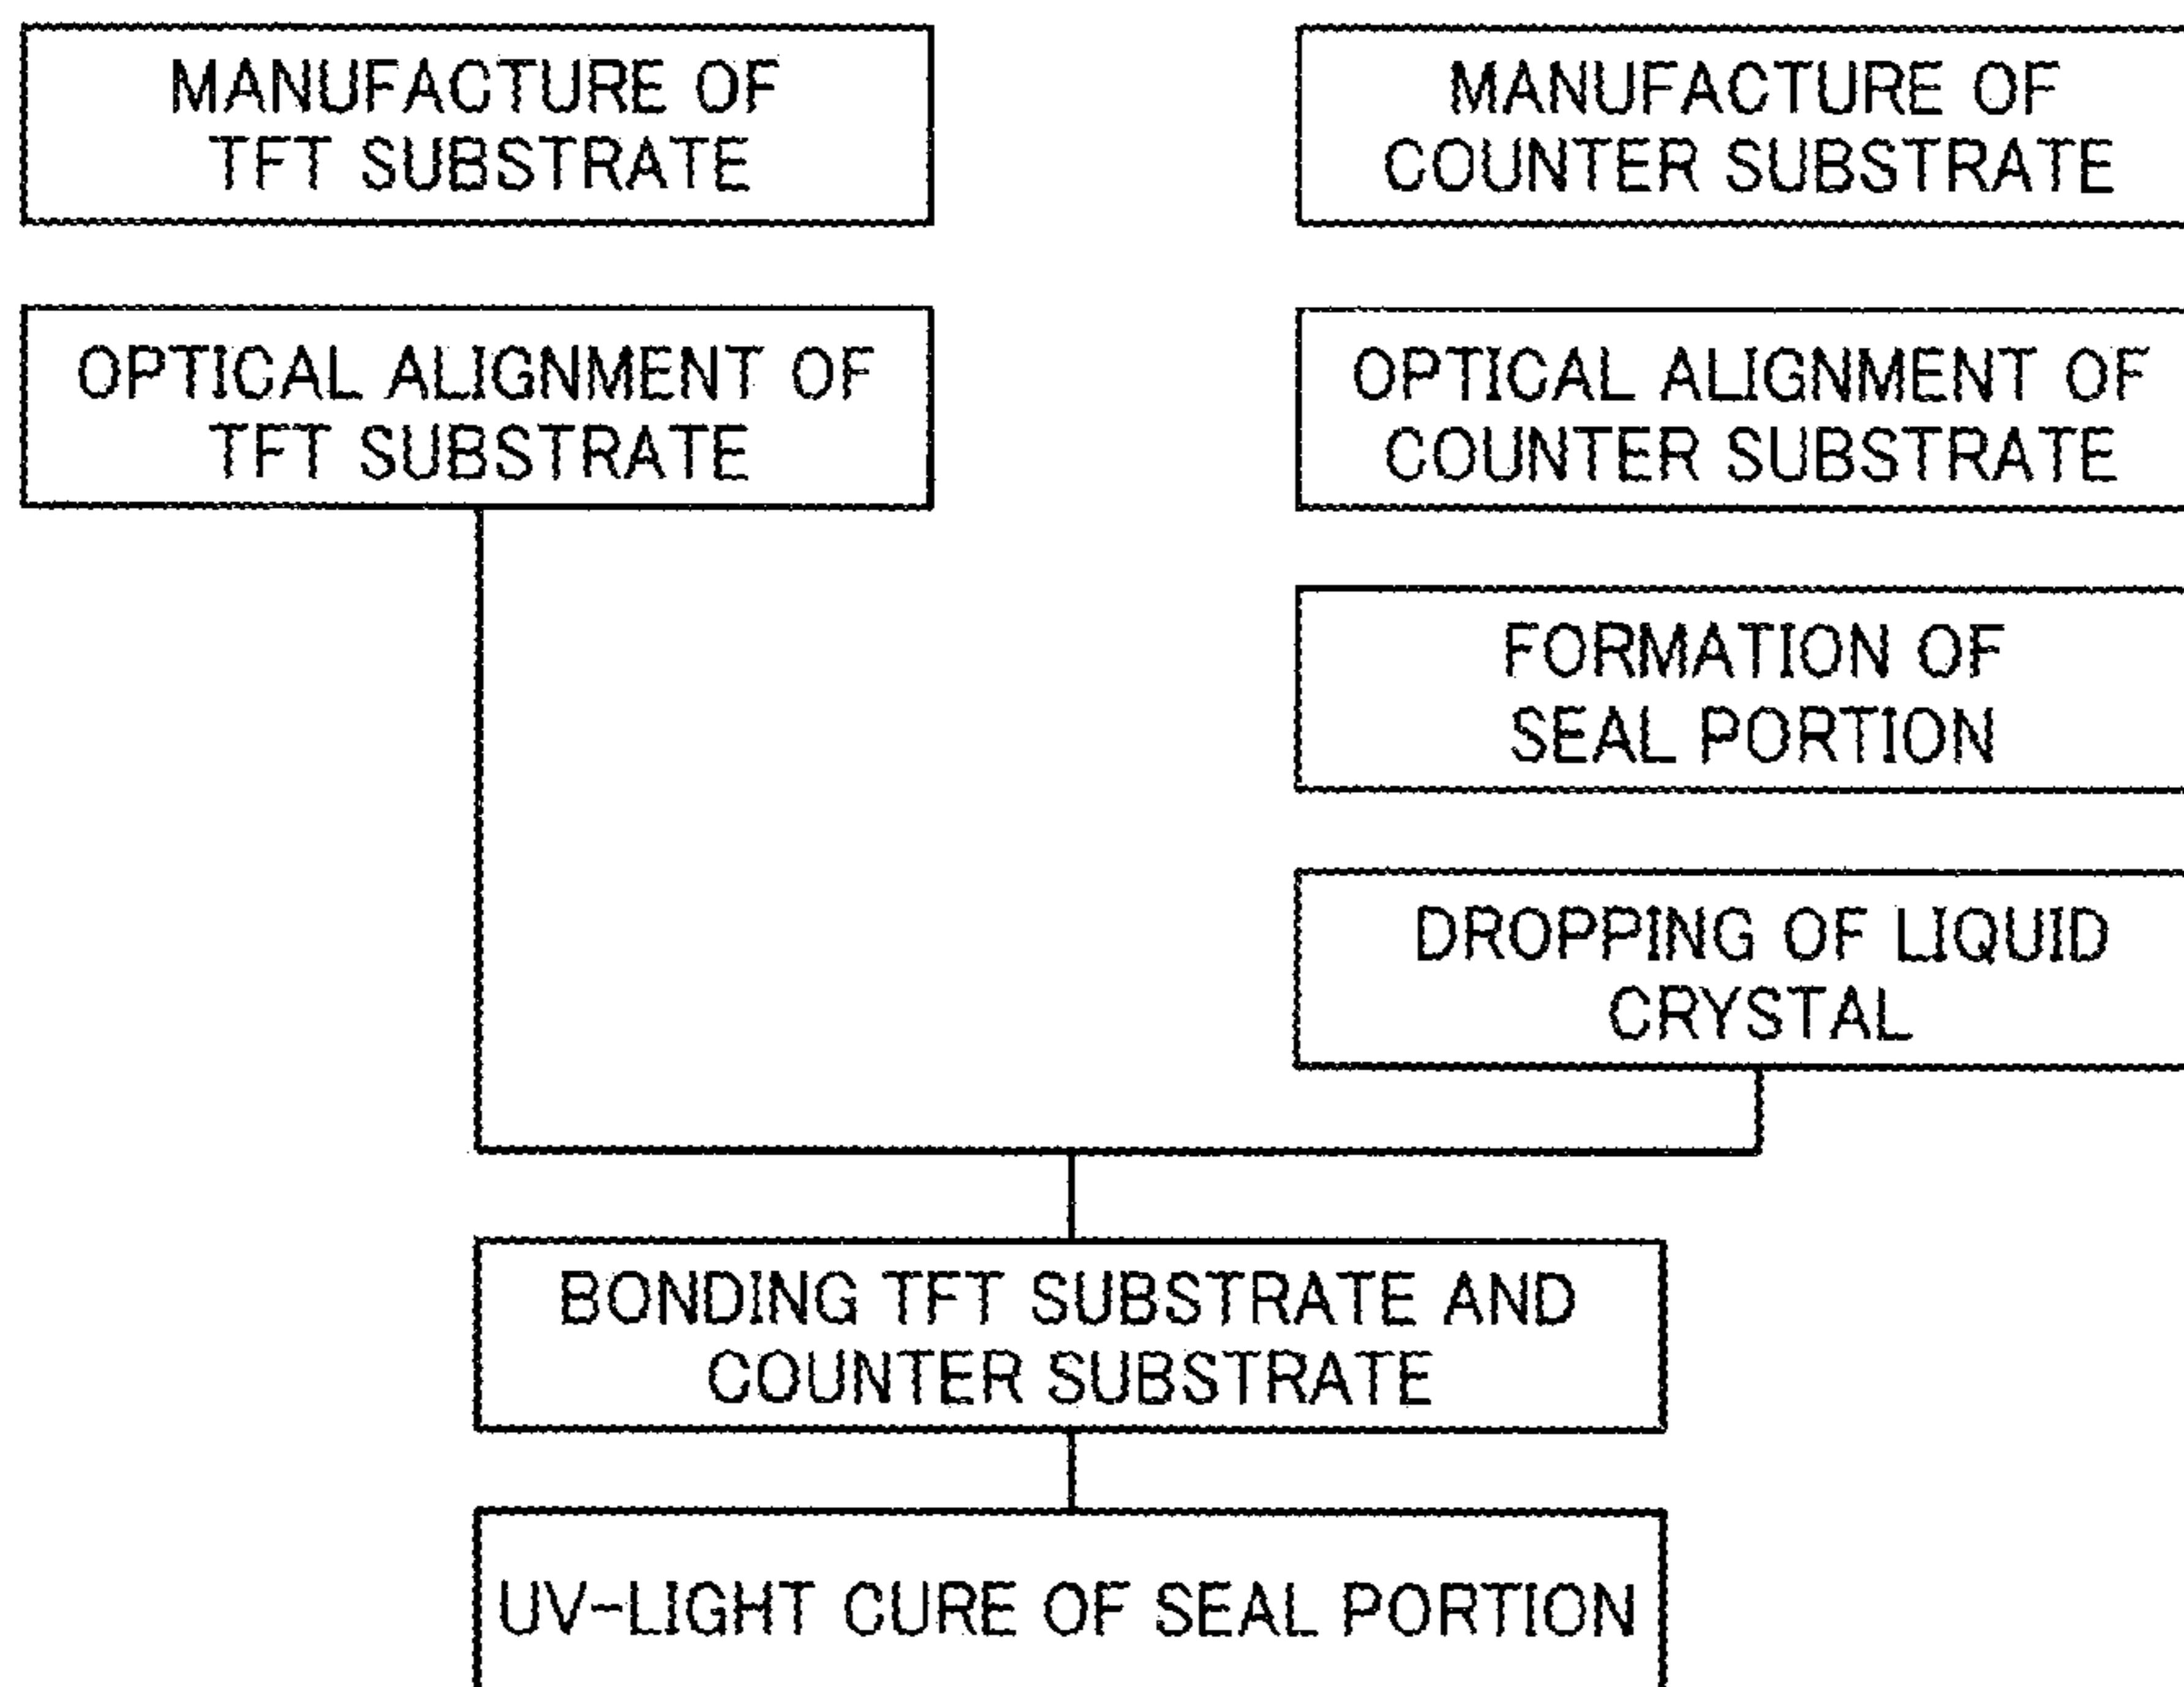 MANUFACTURE OF
TFT SUBSTRATE
MANUFACTURE OF
COUNTER SUBSTRATE
OPTICAL ALIGNMENT OF
TFT SUBSTRATE
OPTICAL ALIGNMENT OF
COUNTER SUBSTRATE
FORMATION OF
SEAL PORTION
DROPPING OF LIQUID
CRYSTAL
BONDING TFT SUBSTRATE AND
COUNTER SUBSTRATE
UV-LIGHT CURE OF SEAL PORTION